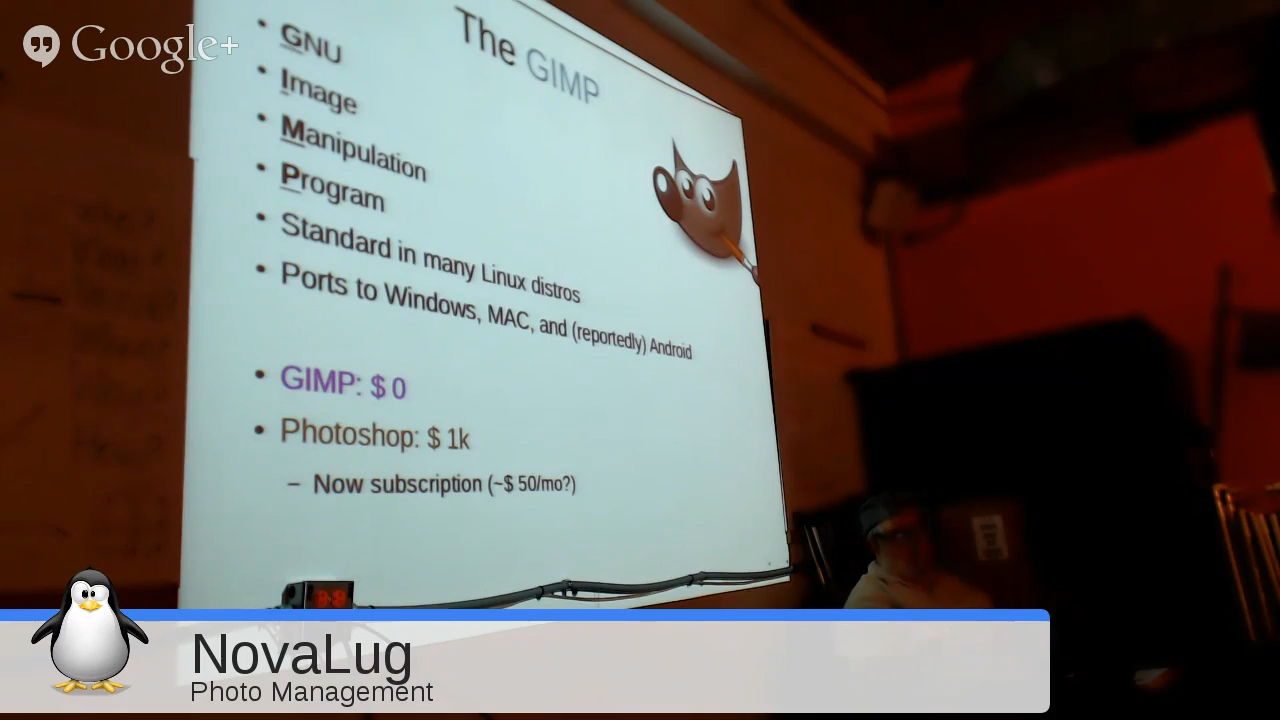 Google+
The GIMP
• GNU
• Image
• Manipulation
• Program
• Standard in many Linux distros
• Ports to Windows, MAC, and (reportedly) Android
• GIMP: $ 0
• Photoshop: $ 1k
– Now subscription (~$ 50/mo?)
NovaLug
Photo Management